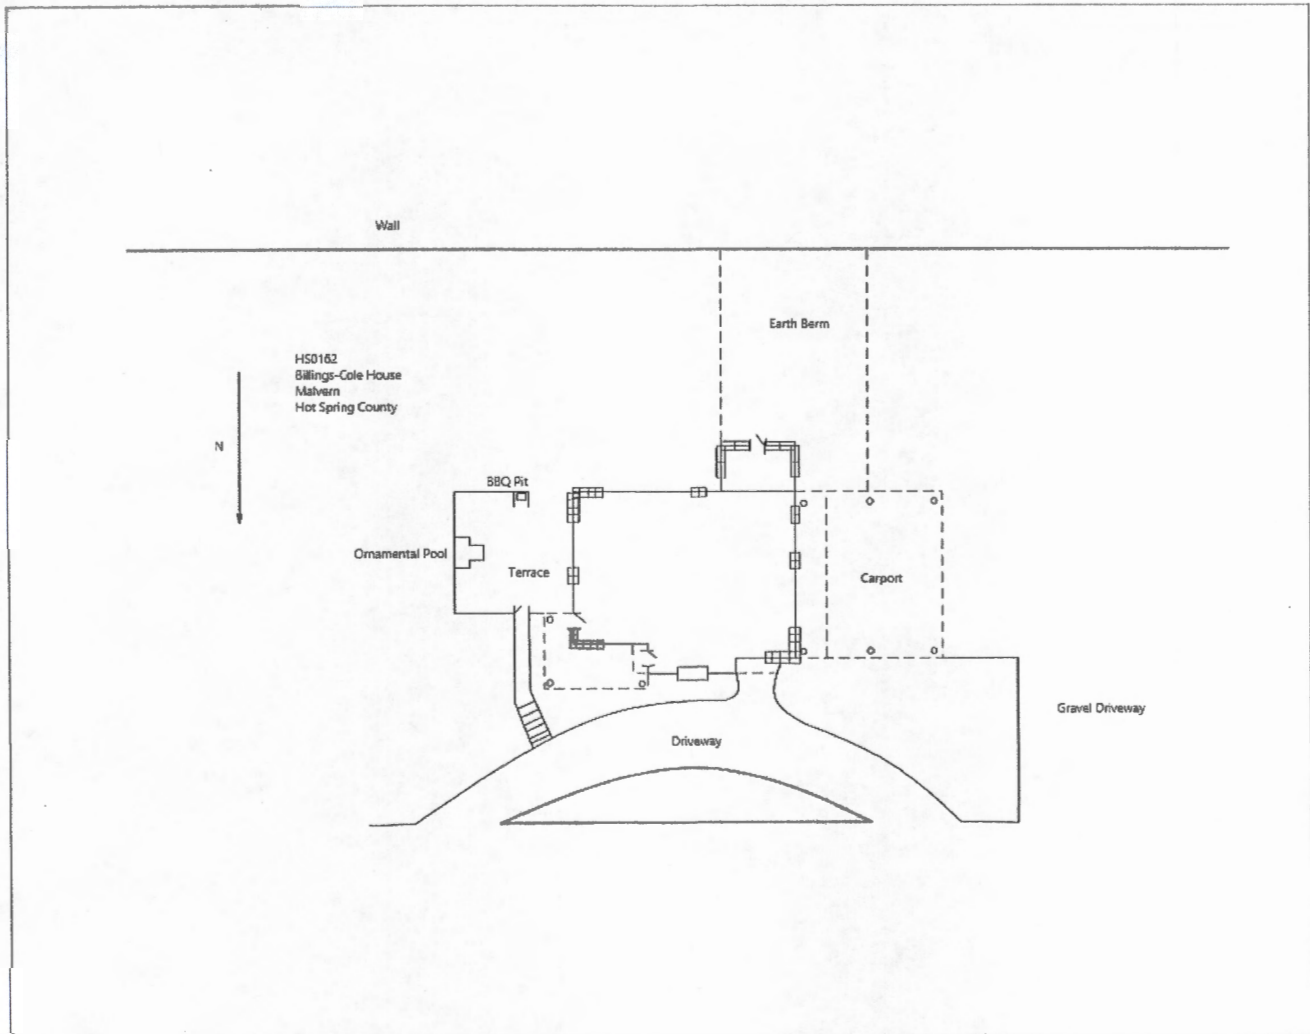 Wall
Earth Berm
HS0162
Billings-Cole House
Malvern
Hot Spring County
N
BBQ Pit
Ornamental Pool
Terrace
Carport
Gravel Driveway
Driveway